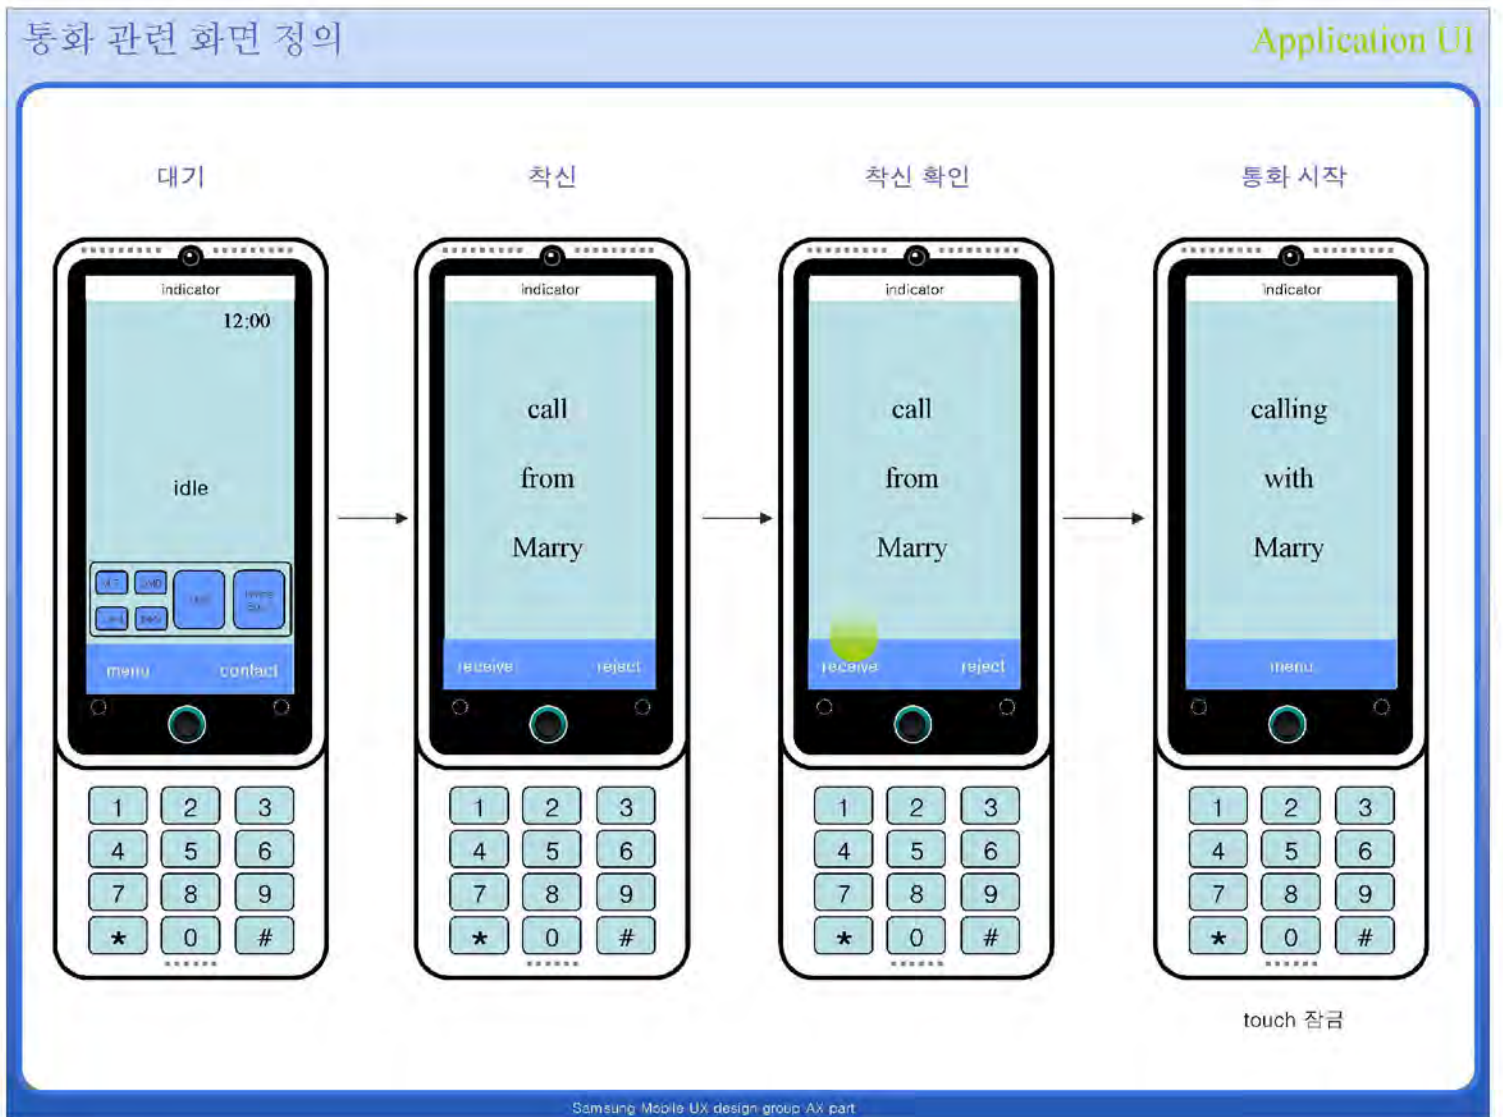 통화 관련 화면 정의
Application UI
대기
착신
착신 확인
통화 시작
indicator
12:00
idle
menu
contact
1 2 3
4 5 6
7 8 9
* 0 #
indicator
call
from
Marry
receive
reject
1 2 3
4 5 6
7 8 9
* 0 #
indicator
call
from
Marry
receive
reject
1 2 3
4 5 6
7 8 9
* 0 #
indicator
calling
with
Marry
menu
1 2 3
4 5 6
7 8 9
* 0 #
touch 잠금
Samsung Mobile UX design group AX part